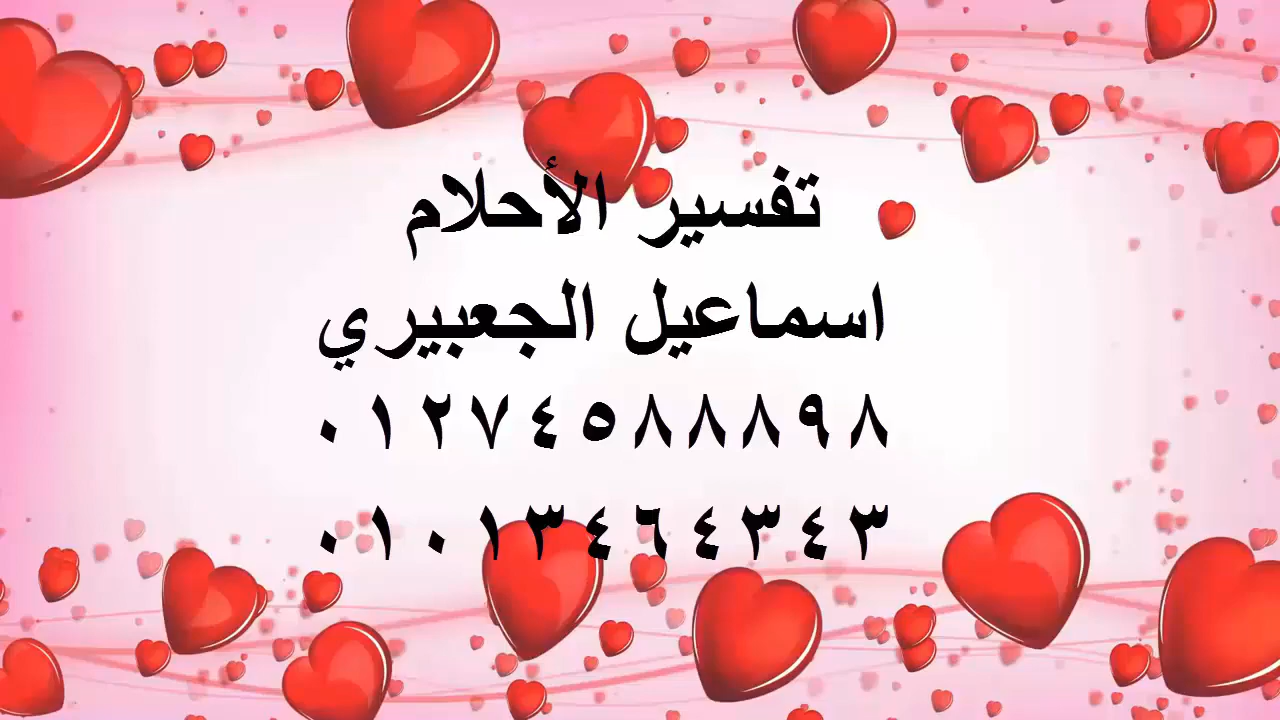 تفسير الأحلام
اسماعيل الجعبيري
٠١٢٧٤٥٨٨٨٩٨
٠١٠١٣٤٦٤٣٤٣